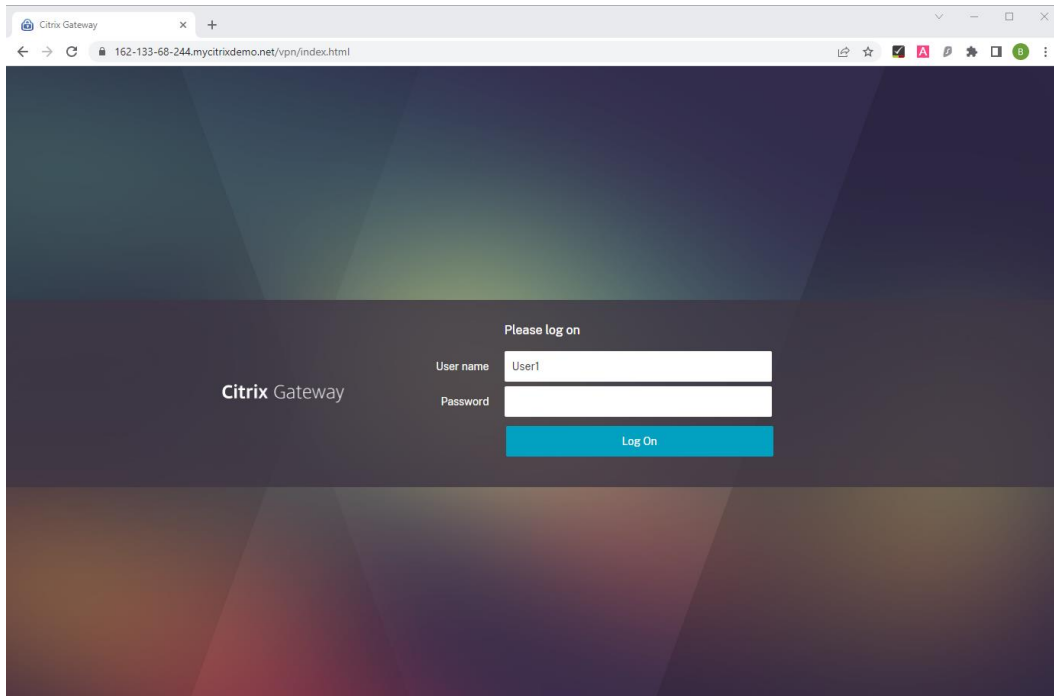 Citrix Gateway
162-133-68-244.mycitrixdemo.net/vpn/index.html
A
B
Please log on
User name
User1
Citrix Gateway
Password
Log On